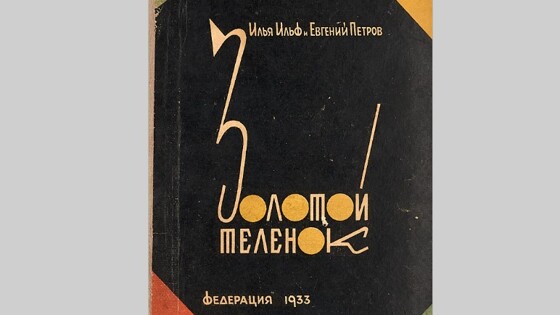 Илья Ильф и Евгений Петров
Золотой
теленок
Федерация 1933